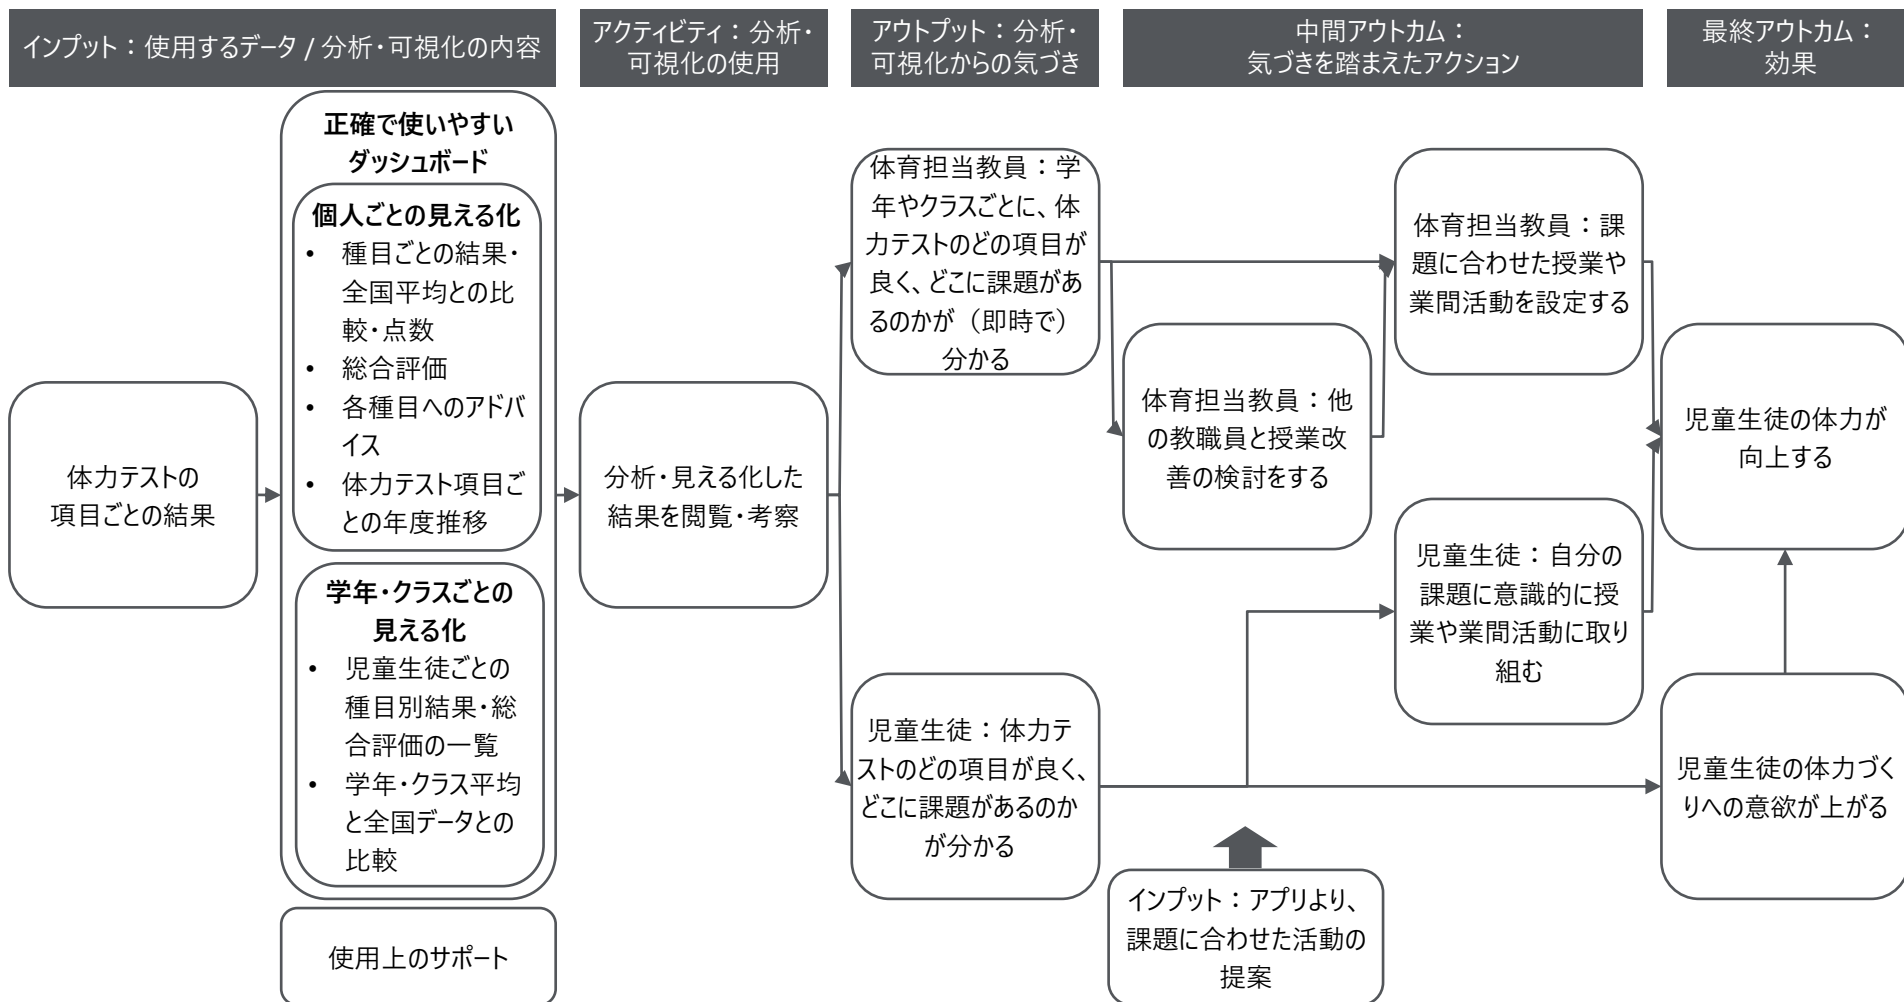 インプット：使用するデータ / 分析・可視化の内容
アクティビティ：分析・
可視化の使用
アウトプット：分析・
可視化からの気づき
中間アウトカム：
気づきを踏まえたアクション
最終アウトカム：
効果
体力テストの
項目ごとの結果
正確で使いやすい
ダッシュボード
個人ごとの見える化
• 種目ごとの結果・
全国平均との比
較・点数
• 総合評価
• 各種目へのアドバ
イス
• 体力テスト項目ご
との年度推移
学年・クラスごとの
見える化
• 児童生徒ごとの
種目別結果・総
合評価の一覧
• 学年・クラス平均
と全国データとの
比較
使用上のサポート
分析・見える化した
結果を閲覧・考察
体育担当教員：学
年やクラスごとに、体
力テストのどの項目が
良く、どこに課題があ
るのかが（即時で）
分かる
児童生徒：体力テ
ストのどの項目が良く、
どこに課題があるのか
が分かる
体育担当教員：他
の教職員と授業改
善の検討をする
インプット：アプリより、
課題に合わせた活動の
提案
体育担当教員：課
題に合わせた授業や
業間活動を設定する
児童生徒：自分の
課題に意識的に授
業や業間活動に取り
組む
児童生徒の体力が
向上する
児童生徒の体力づく
りへの意欲が上がる